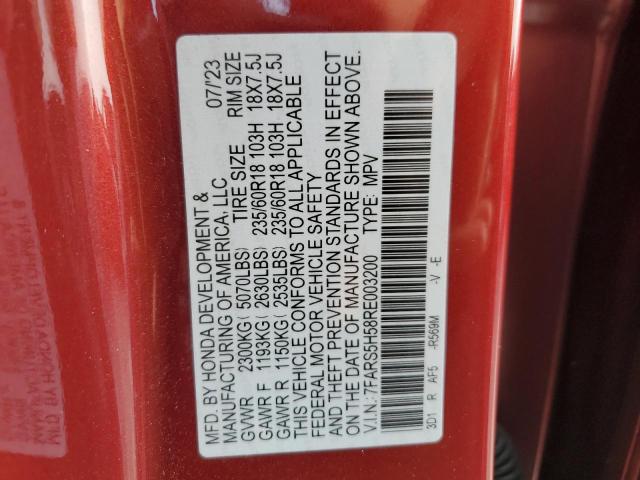 MFD. BY HONDA DEVELOPMENT & 07/'23
MANUFACTURING OF AMERICA, LLC
TIRE SIZE RIM SIZE
GVWR 2300KG( 5070LBS)
GAWR F 1193KG( 2630LBS) 235/60R18 103H 18X7.5J
GAWR R 1150KG( 2535LBS) 235/60R18 103H 18X7.5J
THIS VEHICLE CONFORMS TO ALL APPLICABLE
FEDERAL MOTOR VEHICLE SAFETY
AND THEFT PREVENTION STANDARDS IN EFFECT
ON THE DATE OF MANUFACTURE SHOWN ABOVE.
V.I.N.: 7FARS5H58RE003200 TYPE: MPV
3D1 R AF5 -R569M -V -E